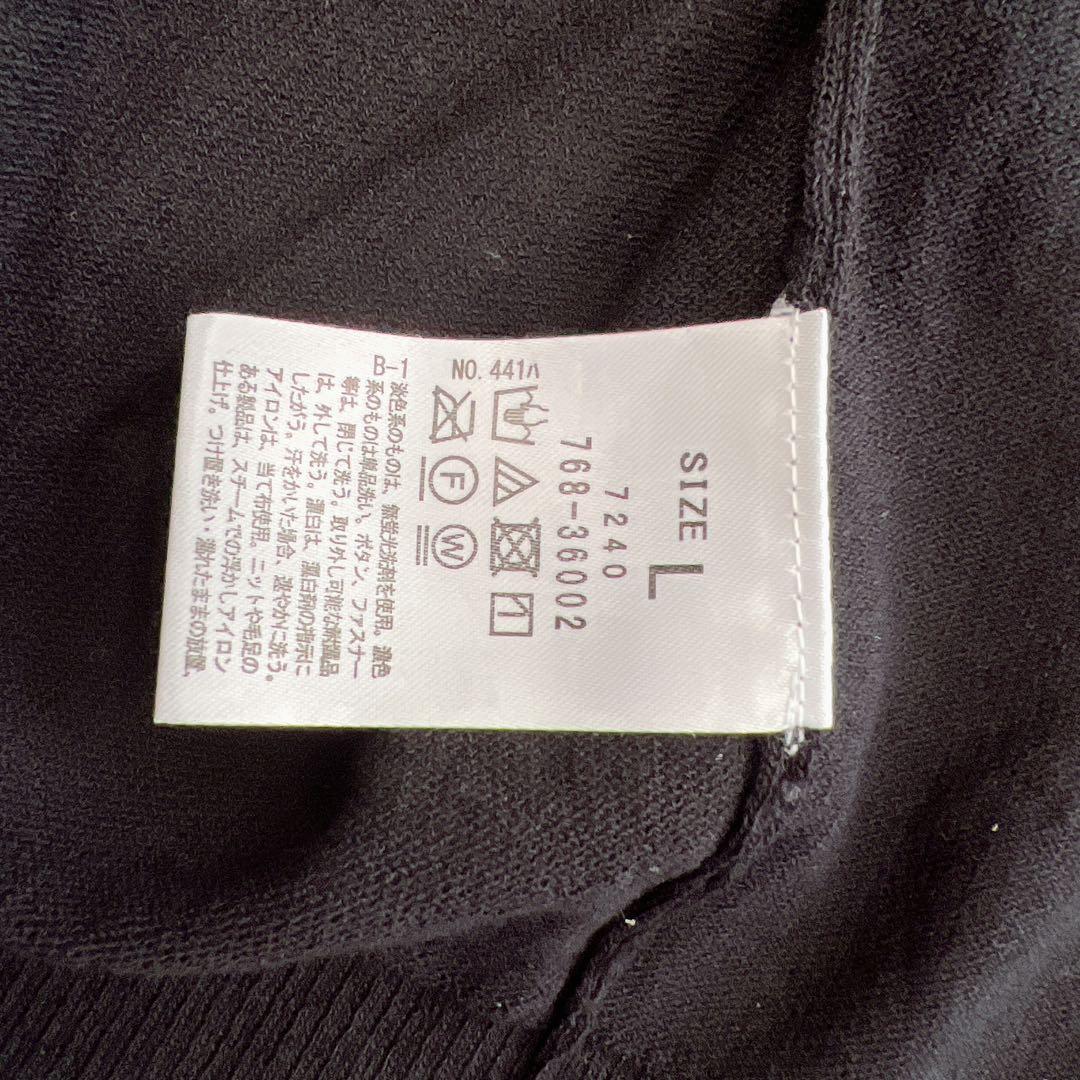 SIZE L
7240
768-36002
NO. 441ハ
B-1
淡色系のものは、無蛍光洗剤を使用。濃色
系のものは単品洗い。ボタン、ファスナー
等は、閉じて洗う。取り外し可能な附属品
は、外して洗う。漂白は、漂白剤の指示に
したがう。汗をかいた場合、速やかに洗う。
アイロンは、当て布使用。ニットや毛足の
ある製品は、スチームでの浮かしアイロン
仕上げ。つけ置き洗い・濡れたままの放置、